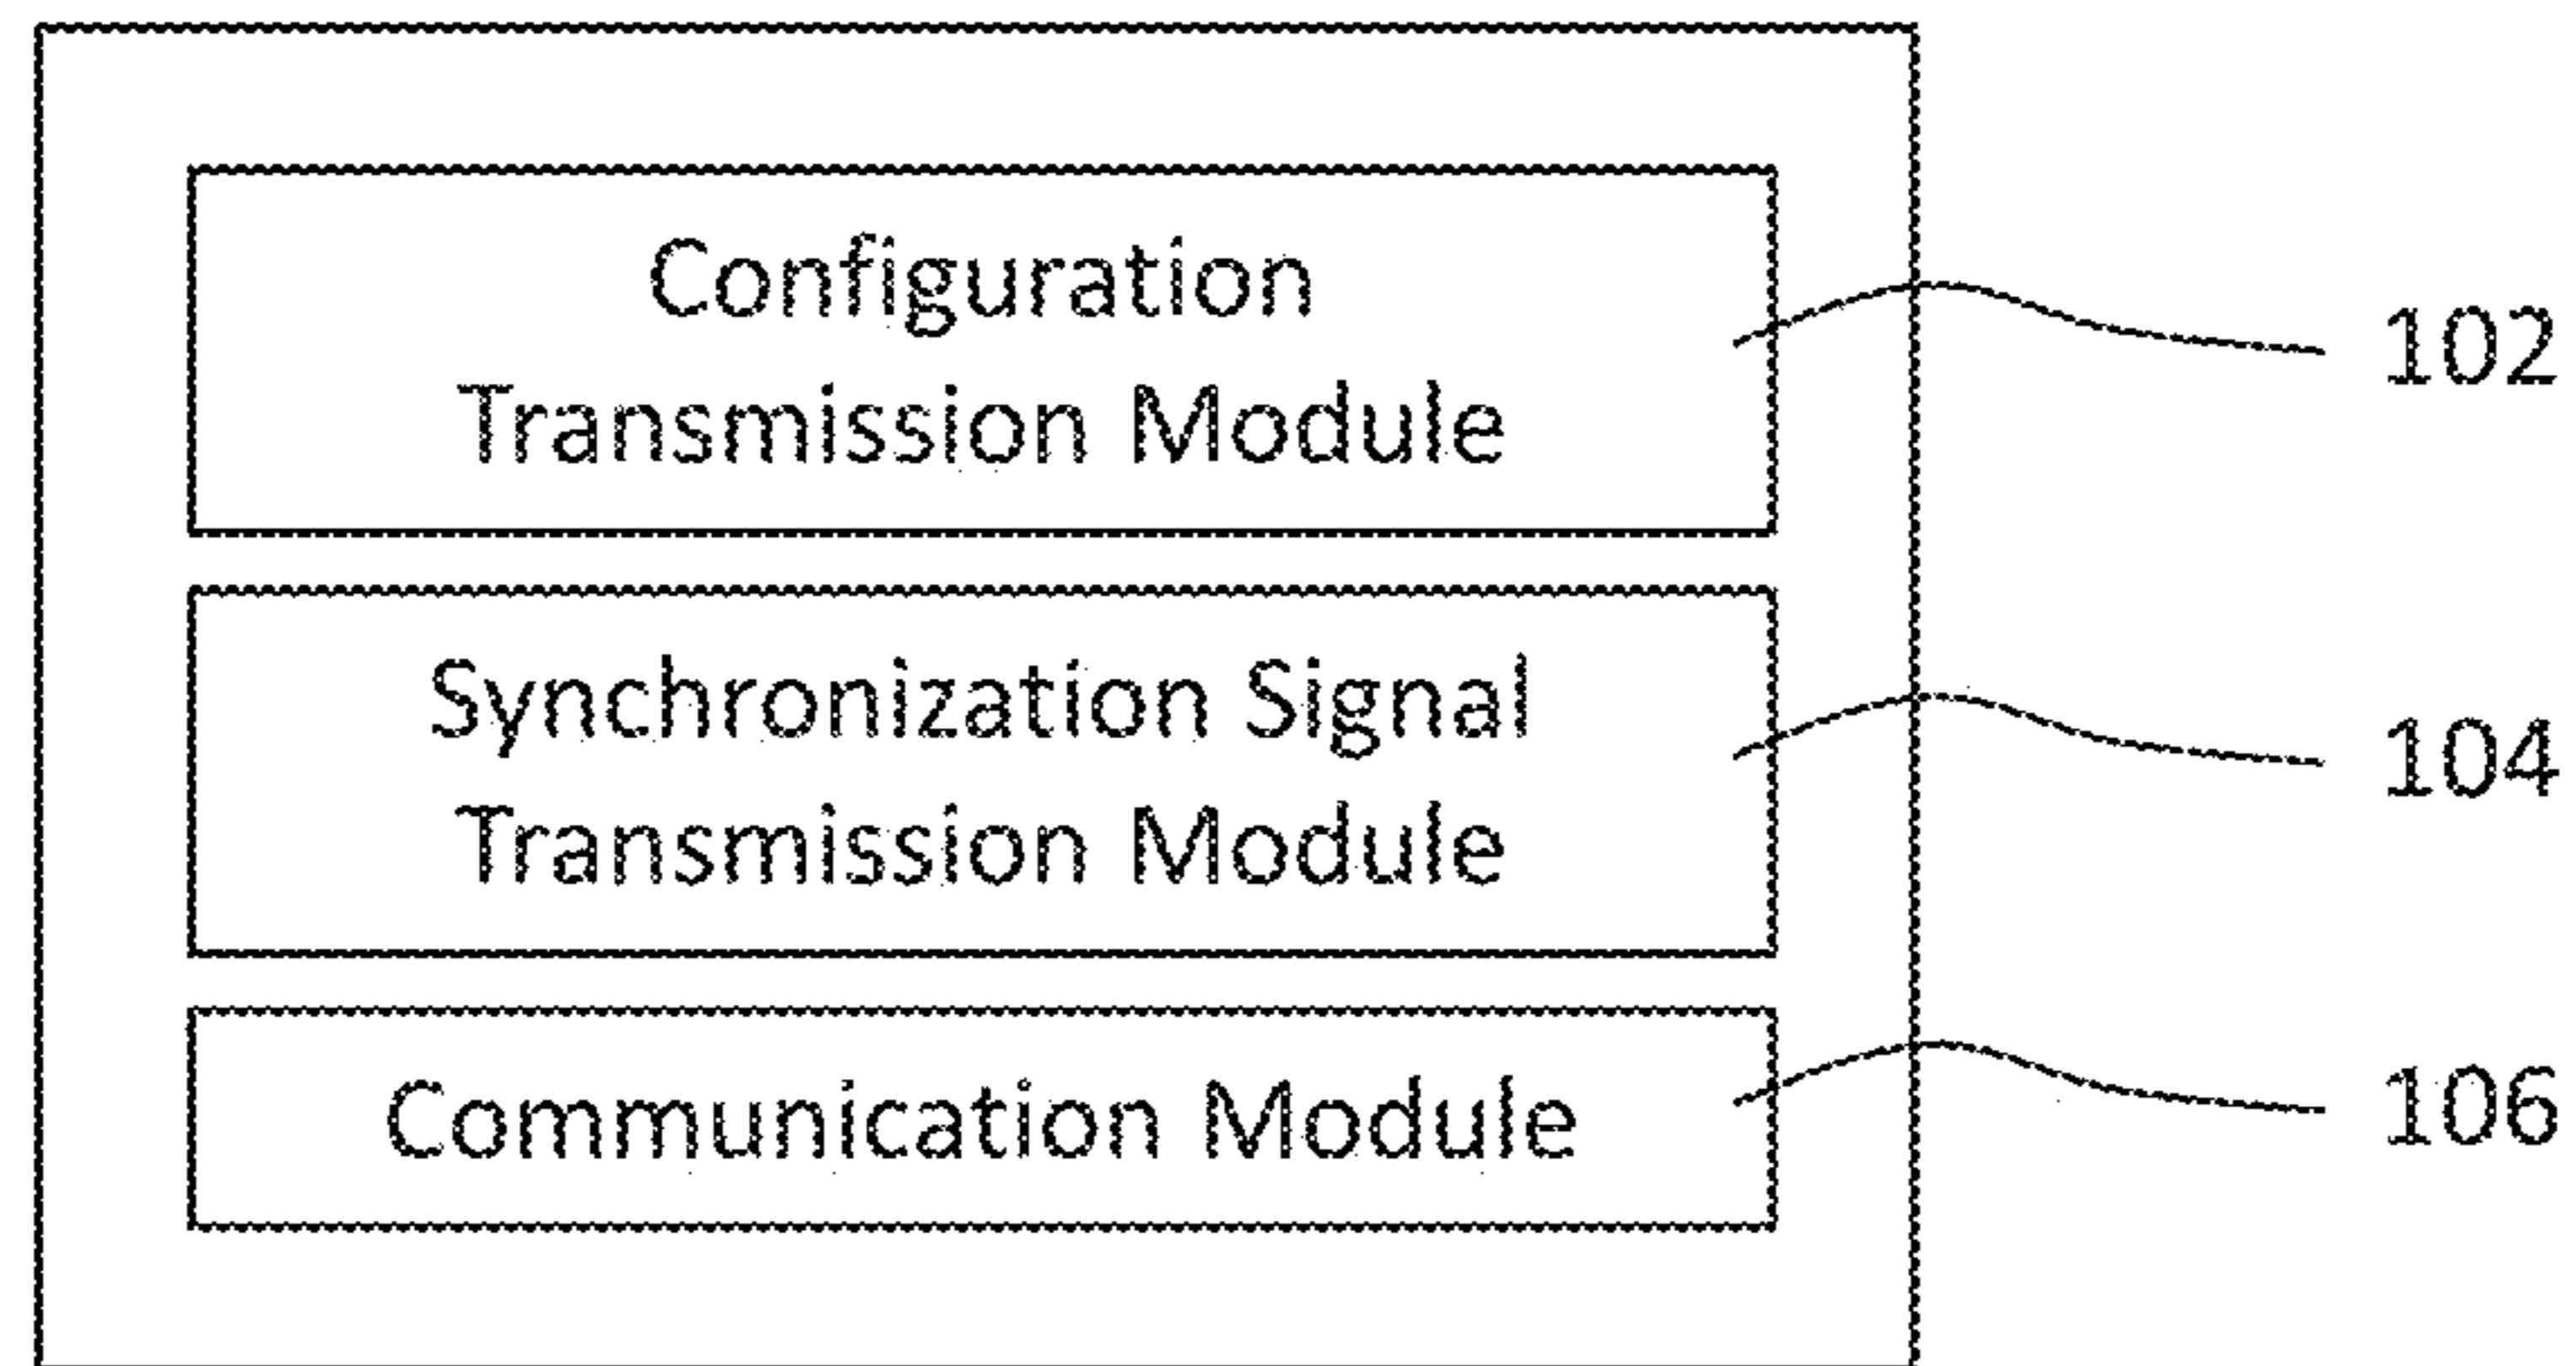 Configuration
Transmission Module
102
Synchronization Signal
Transmission Module
104
Communication Module
106